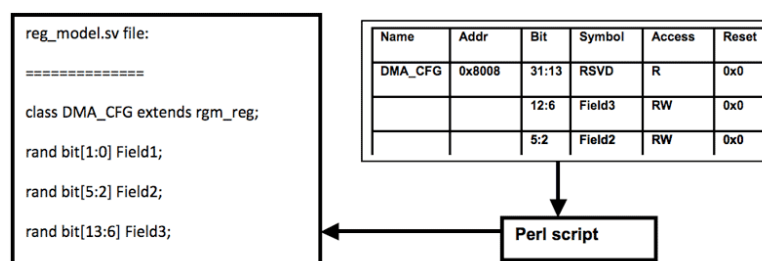 reg_model.sv file:
==============
class DMA_CFG extends rgm_reg;
rand bit[1:0] Field1;
rand bit[5:2] Field2;
rand bit[13:6] Field3;
Name Addr Bit Symbol Access Reset
DMA_CFG 0x8008 31:13 RSVD R 0x0
12:6 Field3 RW 0x0
5:2 Field2 RW 0x0
Perl script